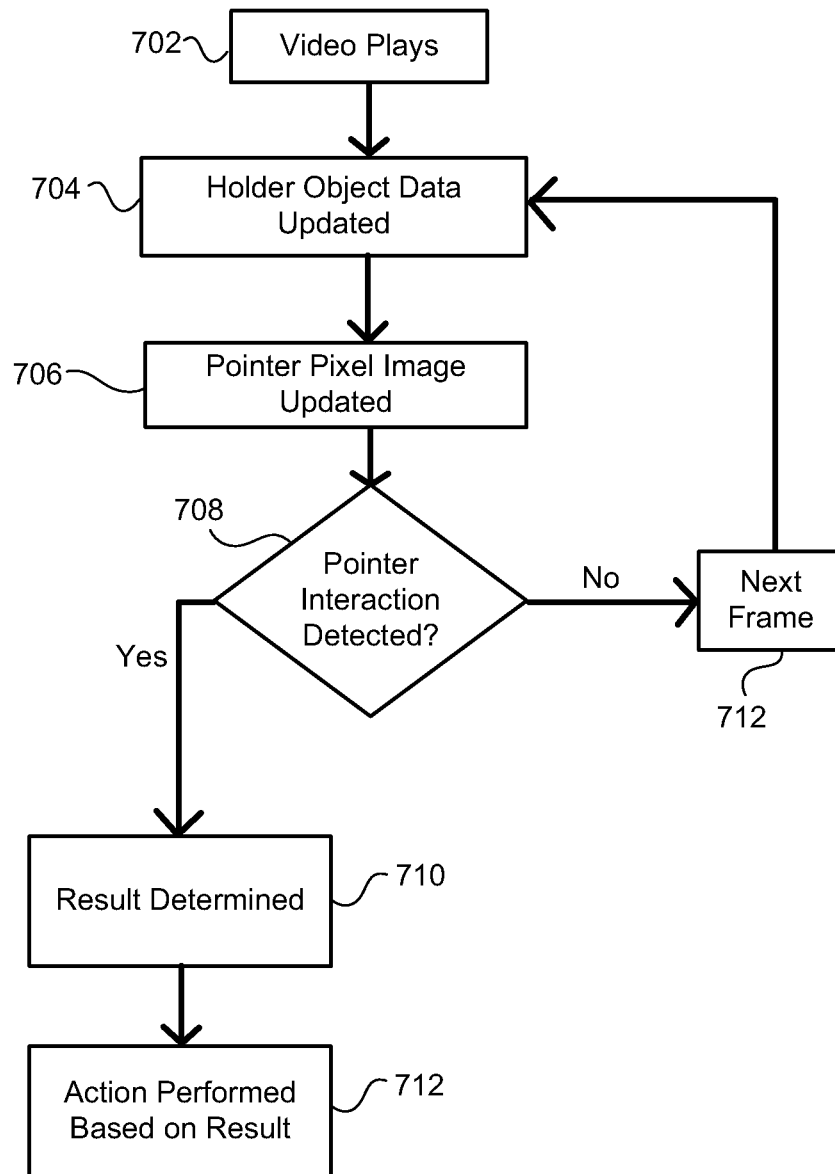 702
Video Plays
704
Holder Object Data
Updated
706
Pointer Pixel Image
Updated
708
Pointer
Interaction
Detected?
No
Next
Frame
712
Yes
Result Determined
710
Action Performed
Based on Result
712